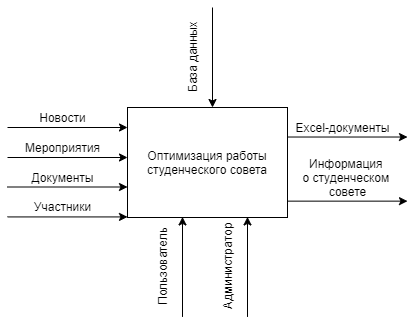 База данных
Новости
Мероприятия
Документы
Участники
Оптимизация работы
студенческого совета
Excel-документы
Информация
о студенческом
совете
Пользователь
Администратор